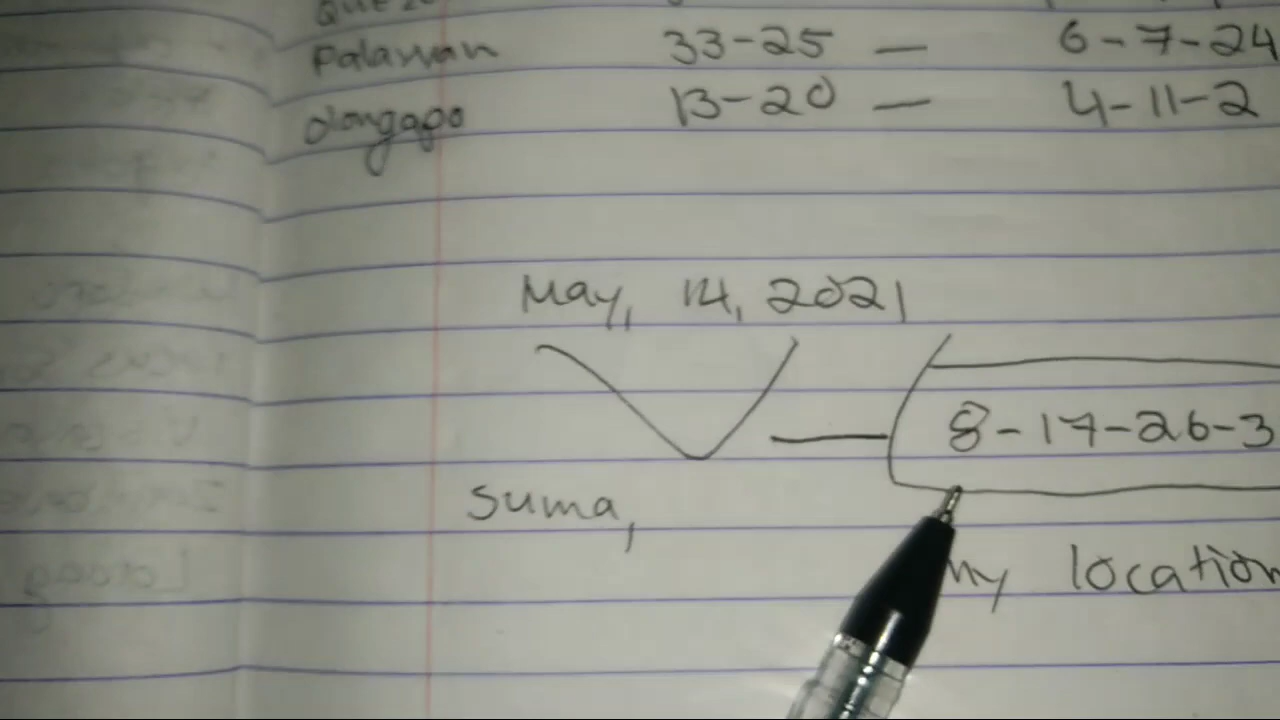 Palawan 33-25 — 6-7-24
olongapo 13-20 — 4-11-2
May, 14, 2021
8-17-26-3
Suma,
my location